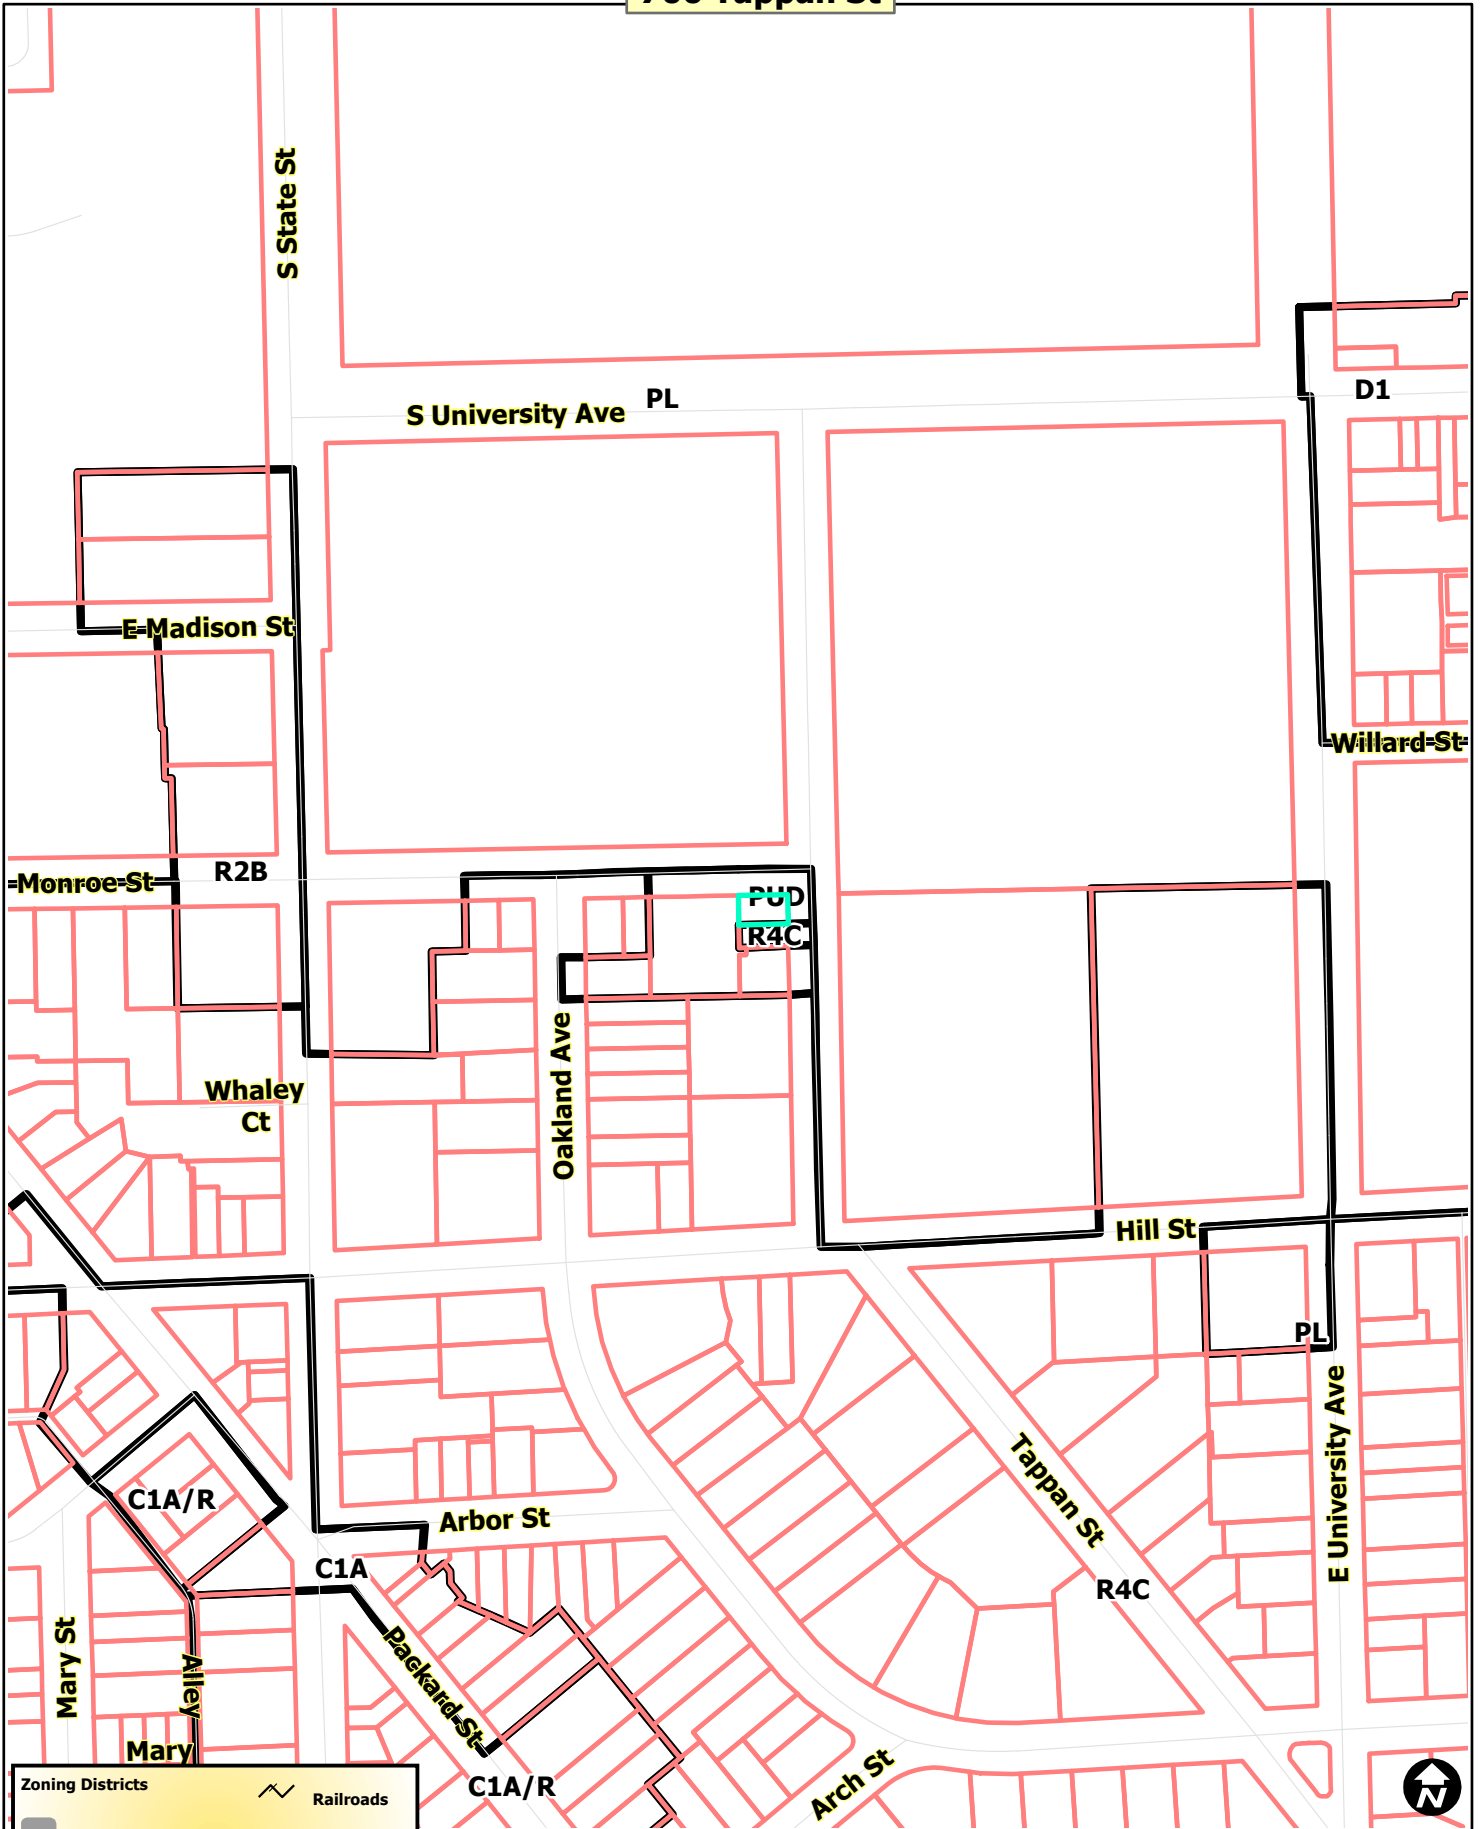 Tappan St
S State St
PL
S University Ave
D1
E Madison St
Willard St
R2B
Monroe St
PUD
R4C
Oakland Ave
Whaley
Ct
Hill St
PL
E University Ave
Tappan St
C1A/R
Arbor St
C1A
R4C
Mary St
Alley
Packard St
Mary
Arch St
C1A/R
Zoning Districts
Railroads
N